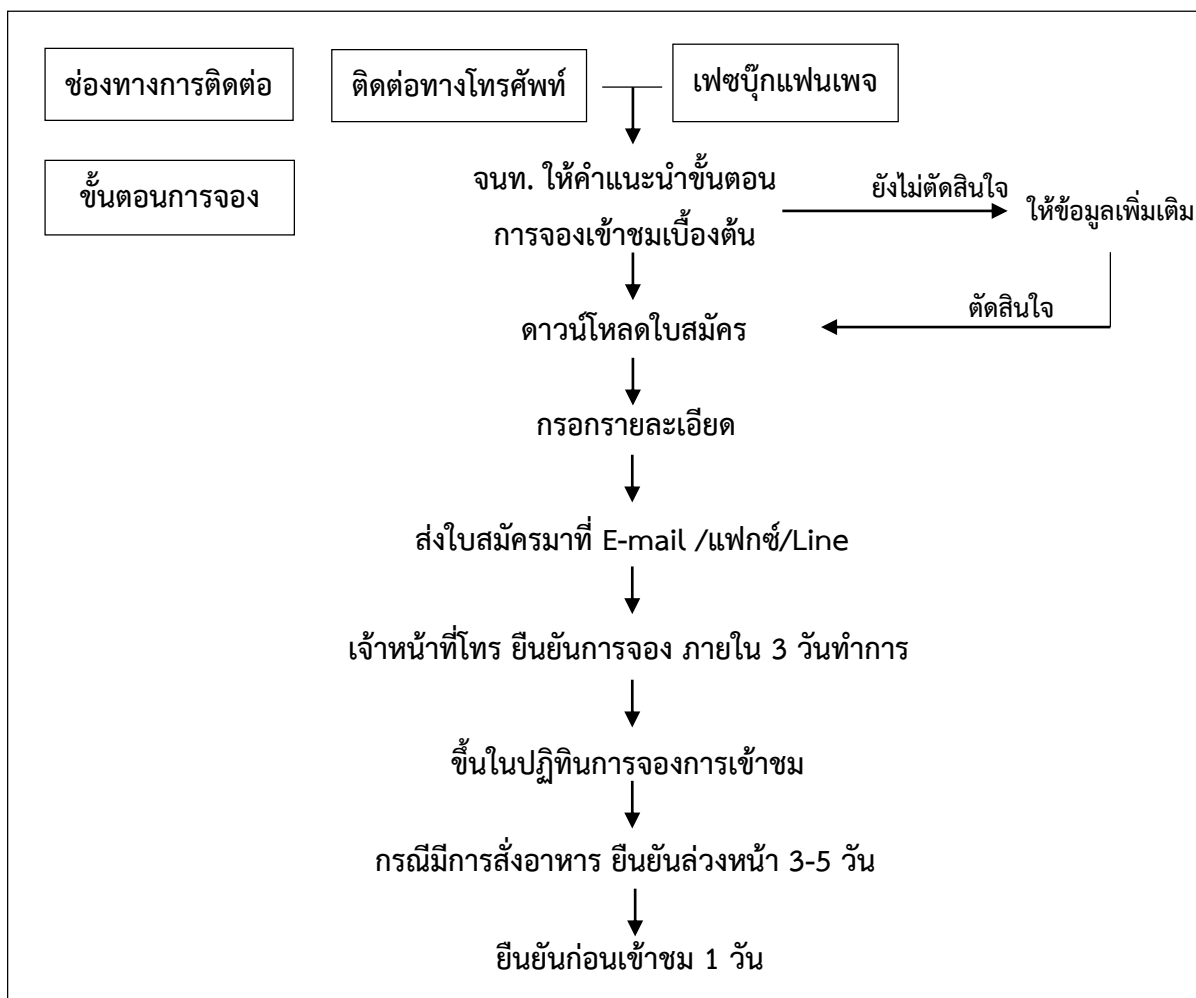 ช่องทางการติดต่อ
ติดต่อทางโทรศัพท์
เฟซบุ๊กแฟนเพจ
ขั้นตอนการจอง
จนท. ให้คำแนะนำขั้นตอน
การจองเข้าชมเบื้องต้น
ยังไม่ตัดสินใจ
ให้ข้อมูลเพิ่มเติม
ตัดสินใจ
ดาวน์โหลดใบสมัคร
กรอกรายละเอียด
ส่งใบสมัครมาที่ E-mail /แฟกซ์/Line
เจ้าหน้าที่โทร ยืนยันการจอง ภายใน 3 วันทำการ
ขึ้นในปฏิทินการจองการเข้าชม
กรณีมีการสั่งอาหาร ยืนยันล่วงหน้า 3-5 วัน
ยืนยันก่อนเข้าชม 1 วัน